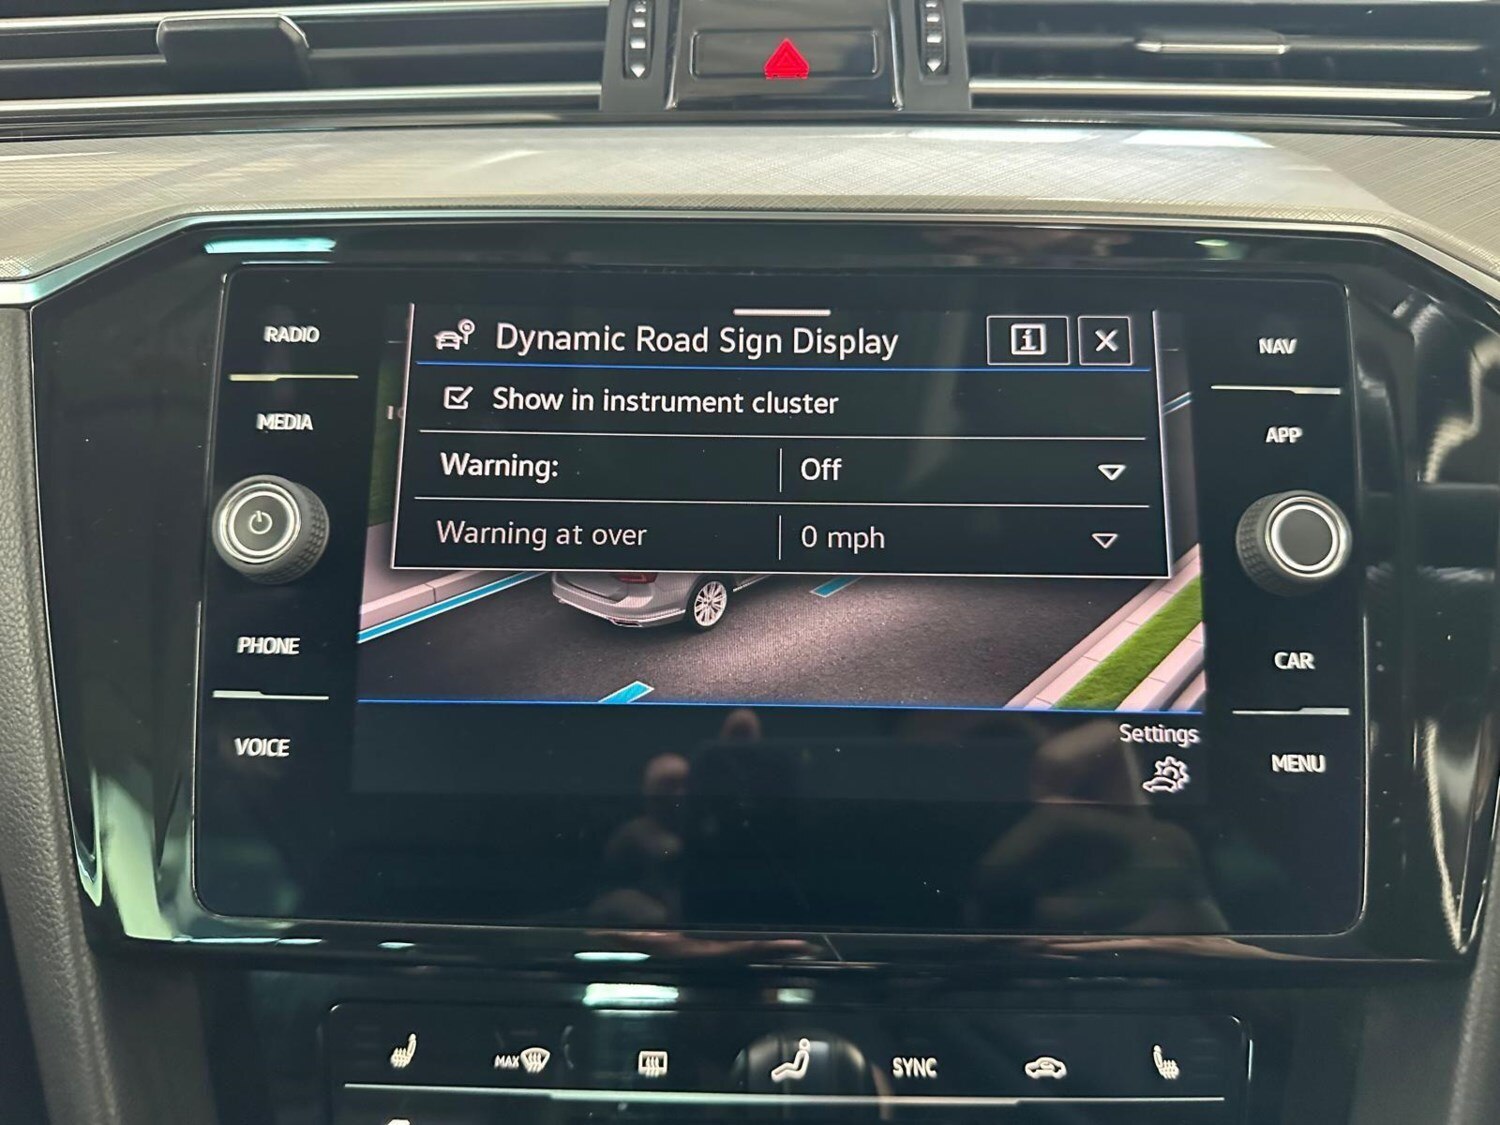 RADIO
MEDIA
PHONE
VOICE
Dynamic Road Sign Display
i
X
Show in instrument cluster
Warning: Off
Warning at over 0 mph
Settings
NAV
APP
CAR
MENU
MAX
SYNC